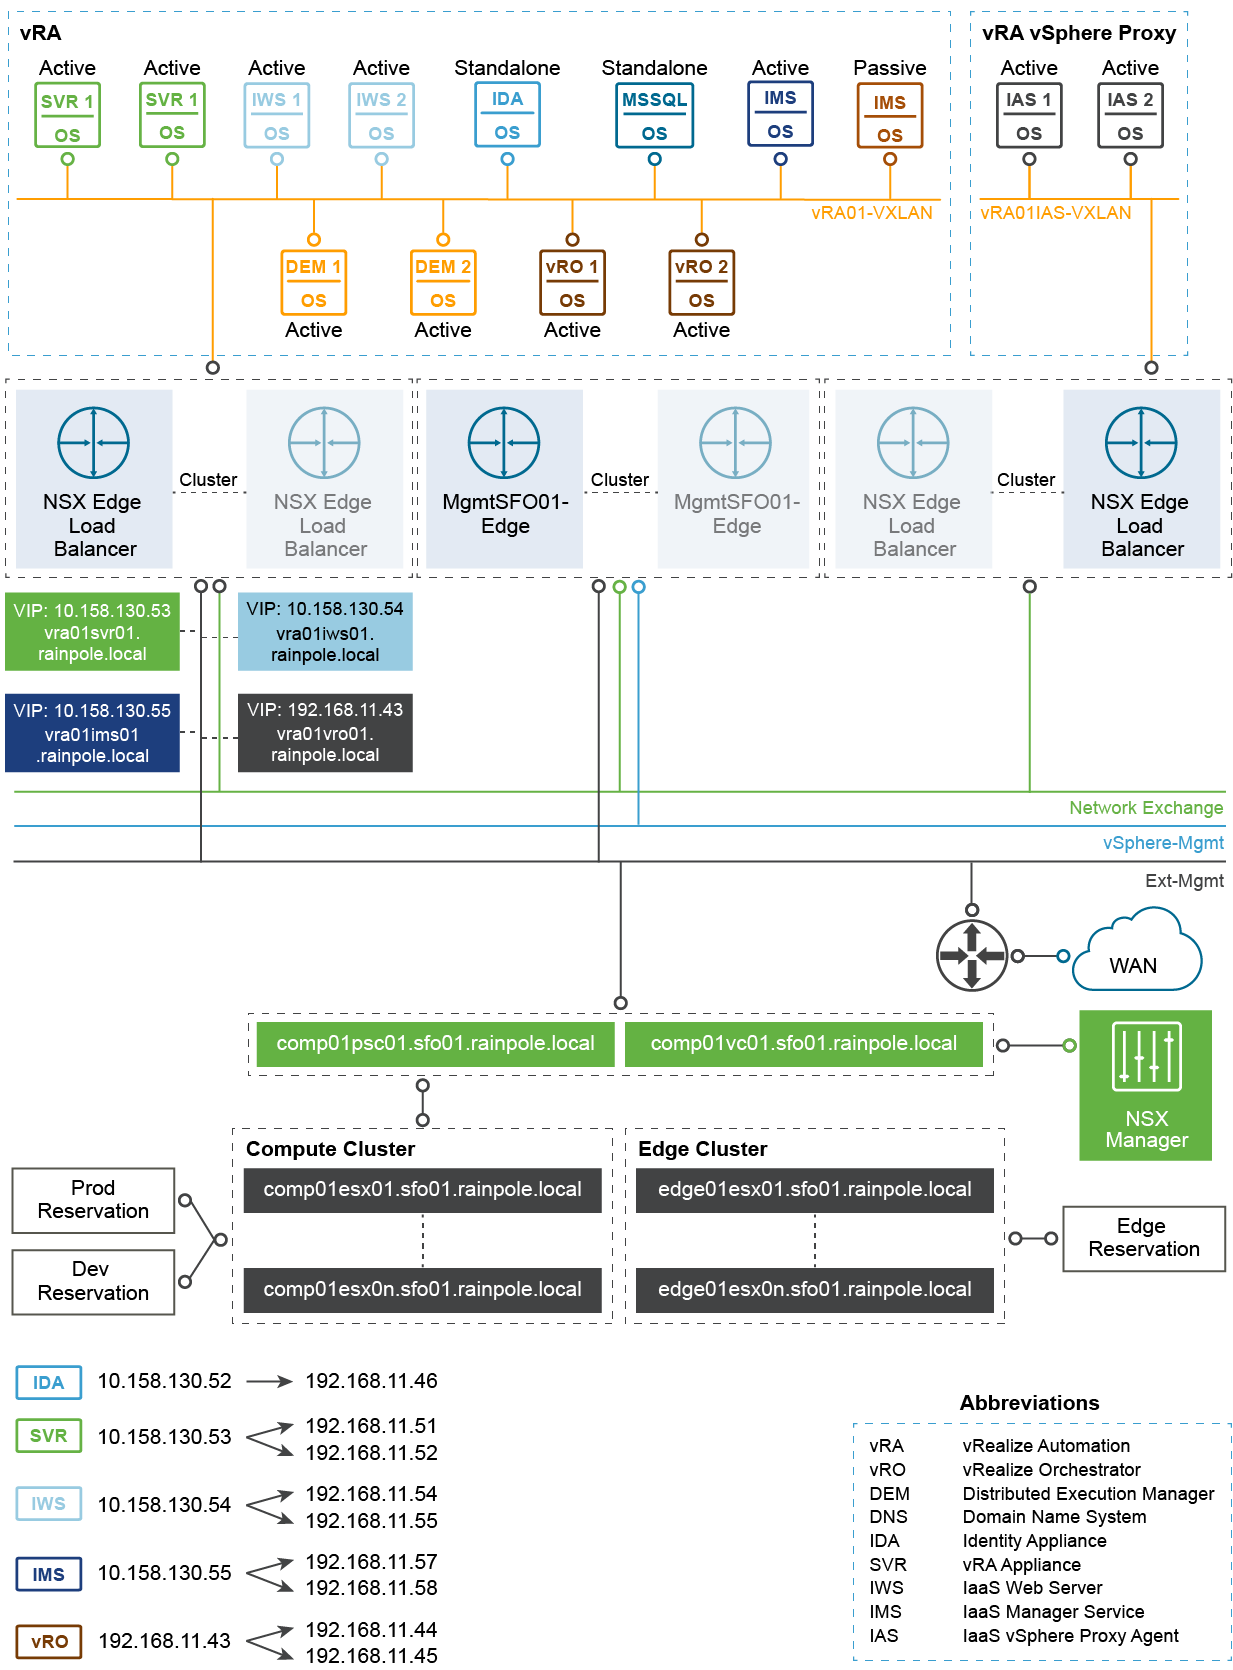 vRA
vRA vSphere Proxy
Active
Active
Active
Active
Standalone
Standalone
Active
Passive
Active
Active
SVR 1
OS
SVR 1
OS
IWS 1
OS
IWS 2
OS
IDA
OS
MSSQL
OS
IMS
OS
IMS
OS
IAS 1
OS
IAS 2
OS
vRA01-VXLAN
vRA01IAS-VXLAN
DEM 1
OS
Active
DEM 2
OS
Active
vRO 1
OS
Active
vRO 2
OS
Active
NSX Edge
Load
Balancer
Cluster
NSX Edge
Load
Balancer
MgmtSFO01-
Edge
Cluster
MgmtSFO01-
Edge
NSX Edge
Load
Balancer
Cluster
NSX Edge
Load
Balancer
VIP: 10.158.130.53
vra01svr01.
rainpole.local
VIP: 10.158.130.54
vra01iws01.
rainpole.local
VIP: 10.158.130.55
vra01ims01
.rainpole.local
VIP: 192.168.11.43
vra01vro01.
rainpole.local
Network Exchange
vSphere-Mgmt
Ext-Mgmt
WAN
comp01psc01.sfo01.rainpole.local
comp01vc01.sfo01.rainpole.local
NSX
Manager
Compute Cluster
comp01esx01.sfo01.rainpole.local
comp01esx0n.sfo01.rainpole.local
Edge Cluster
edge01esx01.sfo01.rainpole.local
edge01esx0n.sfo01.rainpole.local
Prod
Reservation
Dev
Reservation
Edge
Reservation
IDA 10.158.130.52 192.168.11.46
SVR 10.158.130.53 192.168.11.51
192.168.11.52
IWS 10.158.130.54 192.168.11.54
192.168.11.55
IMS 10.158.130.55 192.168.11.57
192.168.11.58
vRO 192.168.11.43 192.168.11.44
192.168.11.45
Abbreviations
vRA vRealize Automation
vRO vRealize Orchestrator
DEM Distributed Execution Manager
DNS Domain Name System
IDA Identity Appliance
SVR vRA Appliance
IWS IaaS Web Server
IMS IaaS Manager Service
IAS IaaS vSphere Proxy Agent